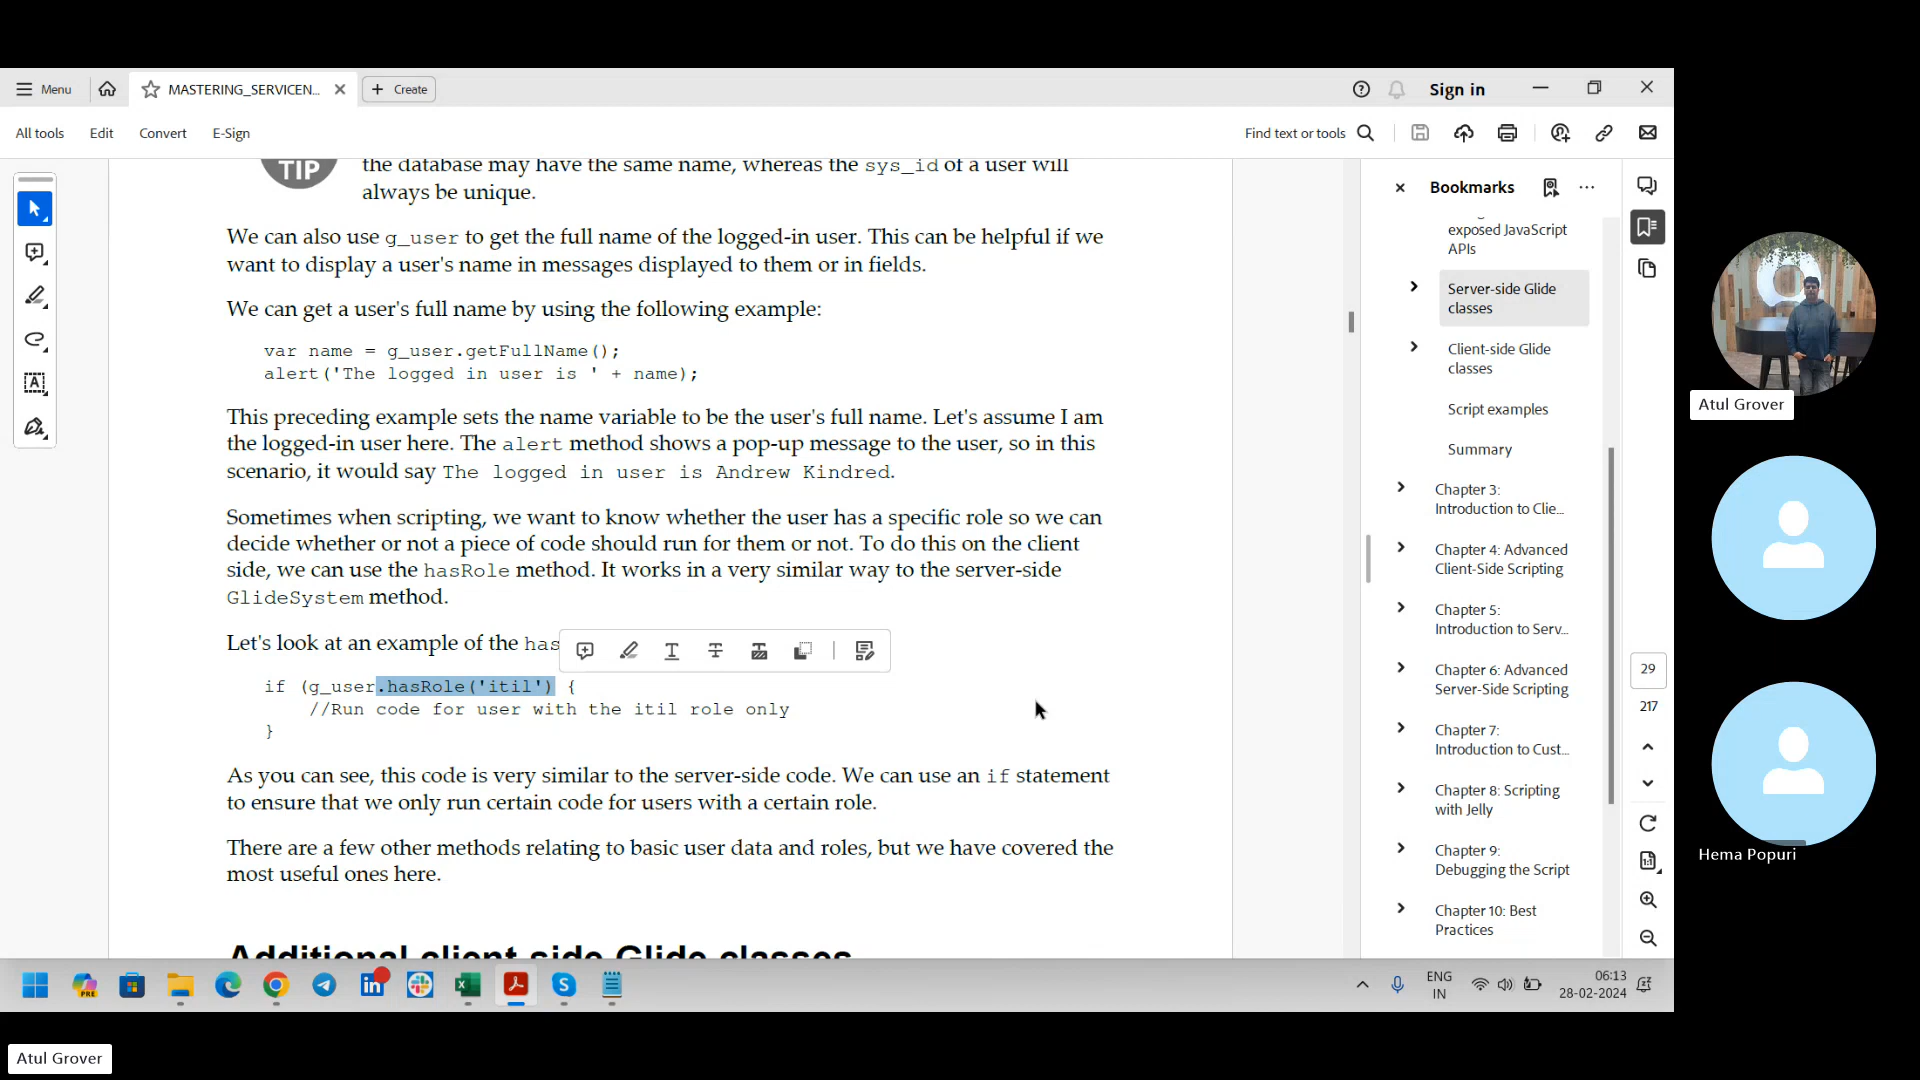 Menu
MASTERING_SERVICEN...
Create
Sign in
All tools
Edit
Convert
E-Sign
Find text or tools
TIP
the database may have the same name, whereas the sys_id of a user will
always be unique.
We can also use g_user to get the full name of the logged-in user. This can be helpful if we
want to display a user's name in messages displayed to them or in fields.
We can get a user's full name by using the following example:
var name = g_user.getFullName();
alert('The logged in user is ' + name);
This preceding example sets the name variable to be the user's full name. Let's assume I am
the logged-in user here. The alert method shows a pop-up message to the user, so in this
scenario, it would say The logged in user is Andrew Kindred.
Sometimes when scripting, we want to know whether the user has a specific role so we can
decide whether or not a piece of code should run for them or not. To do this on the client
side, we can use the hasRole method. It works in a very similar way to the server-side
GlideSystem method.
Let's look at an example of the has
if (g_user.hasRole('itil') {
//Run code for user with the itil role only
}
As you can see, this code is very similar to the server-side code. We can use an if statement
to ensure that we only run certain code for users with a certain role.
There are a few other methods relating to basic user data and roles, but we have covered the
most useful ones here.
Additional client-side Glide classes
Bookmarks
exposed JavaScript
APIs
Server-side Glide
classes
Client-side Glide
classes
Script examples
Summary
Chapter 3:
Introduction to Clie...
Chapter 4: Advanced
Client-Side Scripting
Chapter 5:
Introduction to Serv...
Chapter 6: Advanced
Server-Side Scripting
Chapter 7:
Introduction to Cust...
Chapter 8: Scripting
with Jelly
Chapter 9:
Debugging the Script
Chapter 10: Best
Practices
29
217
1:1
PRE
ENG
IN
06:13
28-02-2024
Atul Grover
Hema Popuri
Atul Grover